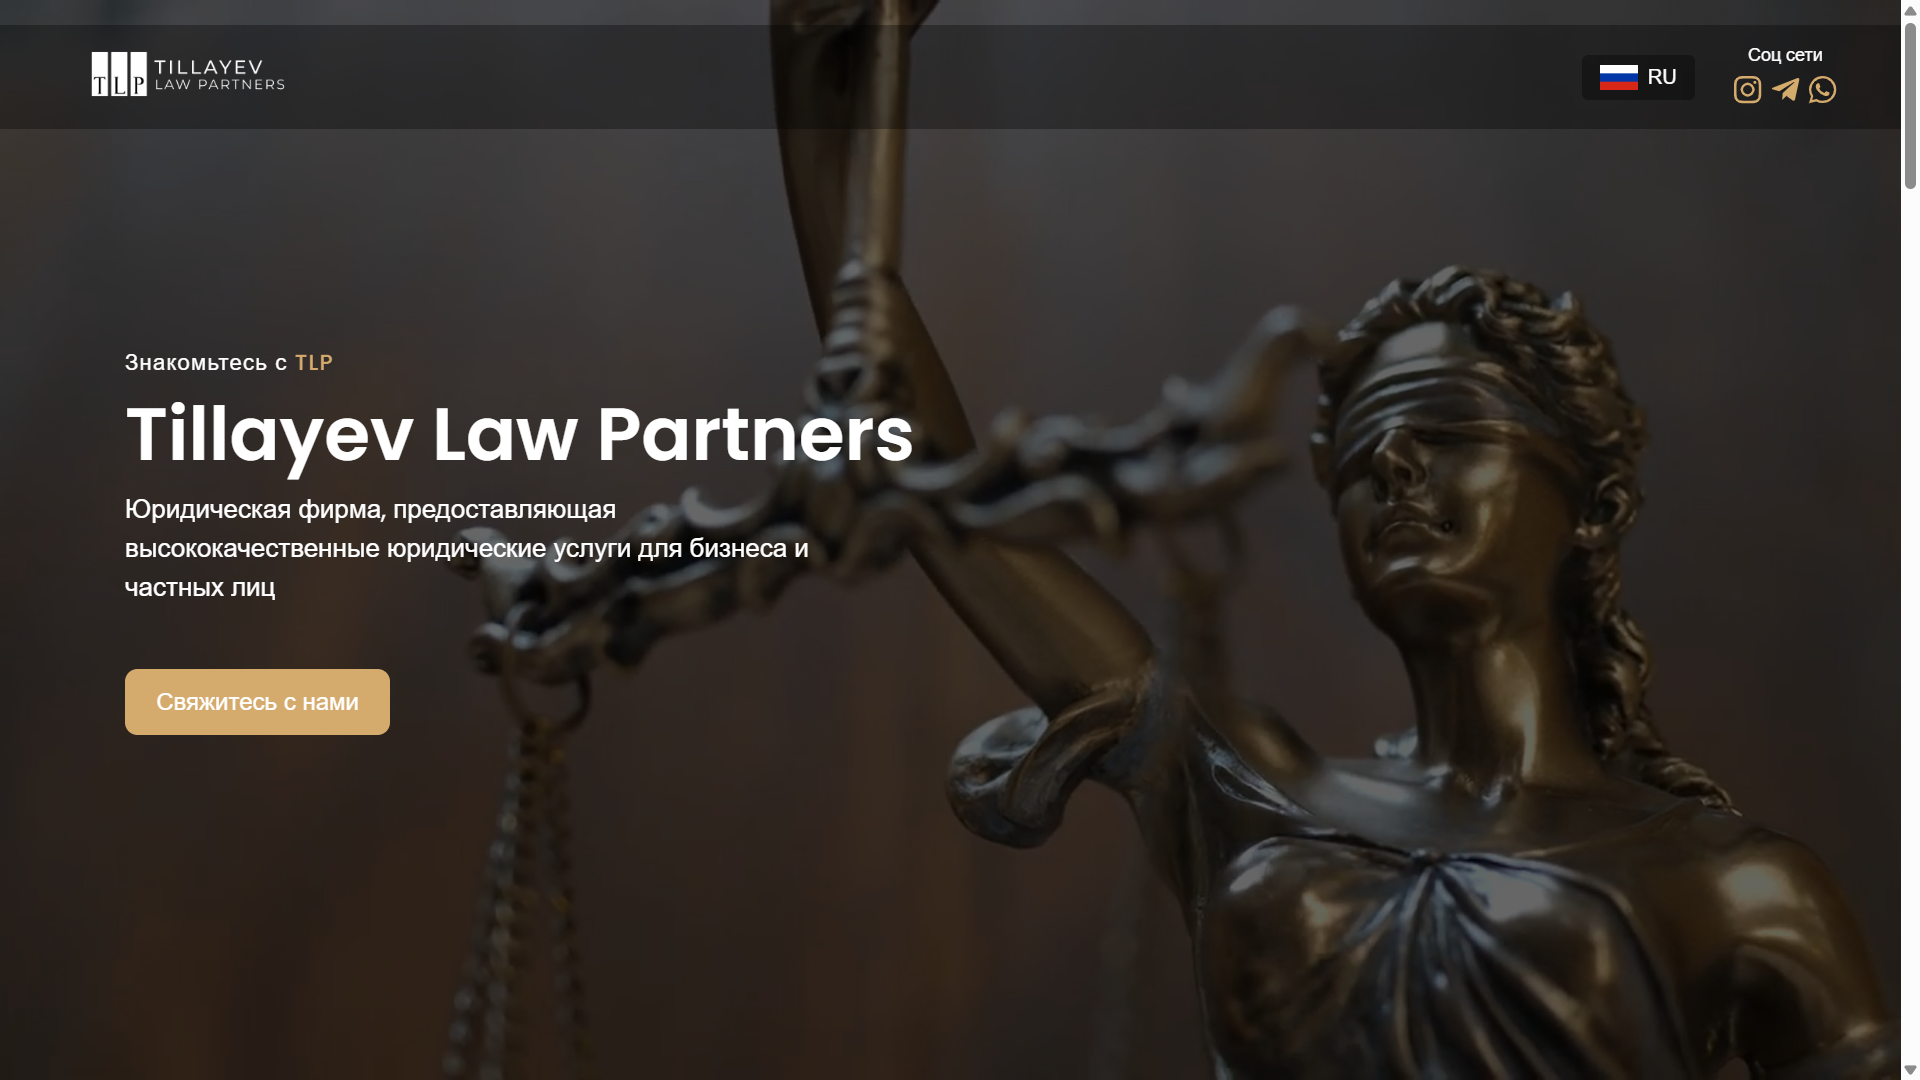 TLP TILLAYEV
LAW PARTNERS
RU
Соц сети
Знакомьтесь с TLP
Tillayev Law Partners
Юридическая фирма, предоставляющая
высококачественные юридические услуги для бизнеса и
частных лиц
Свяжитесь с нами